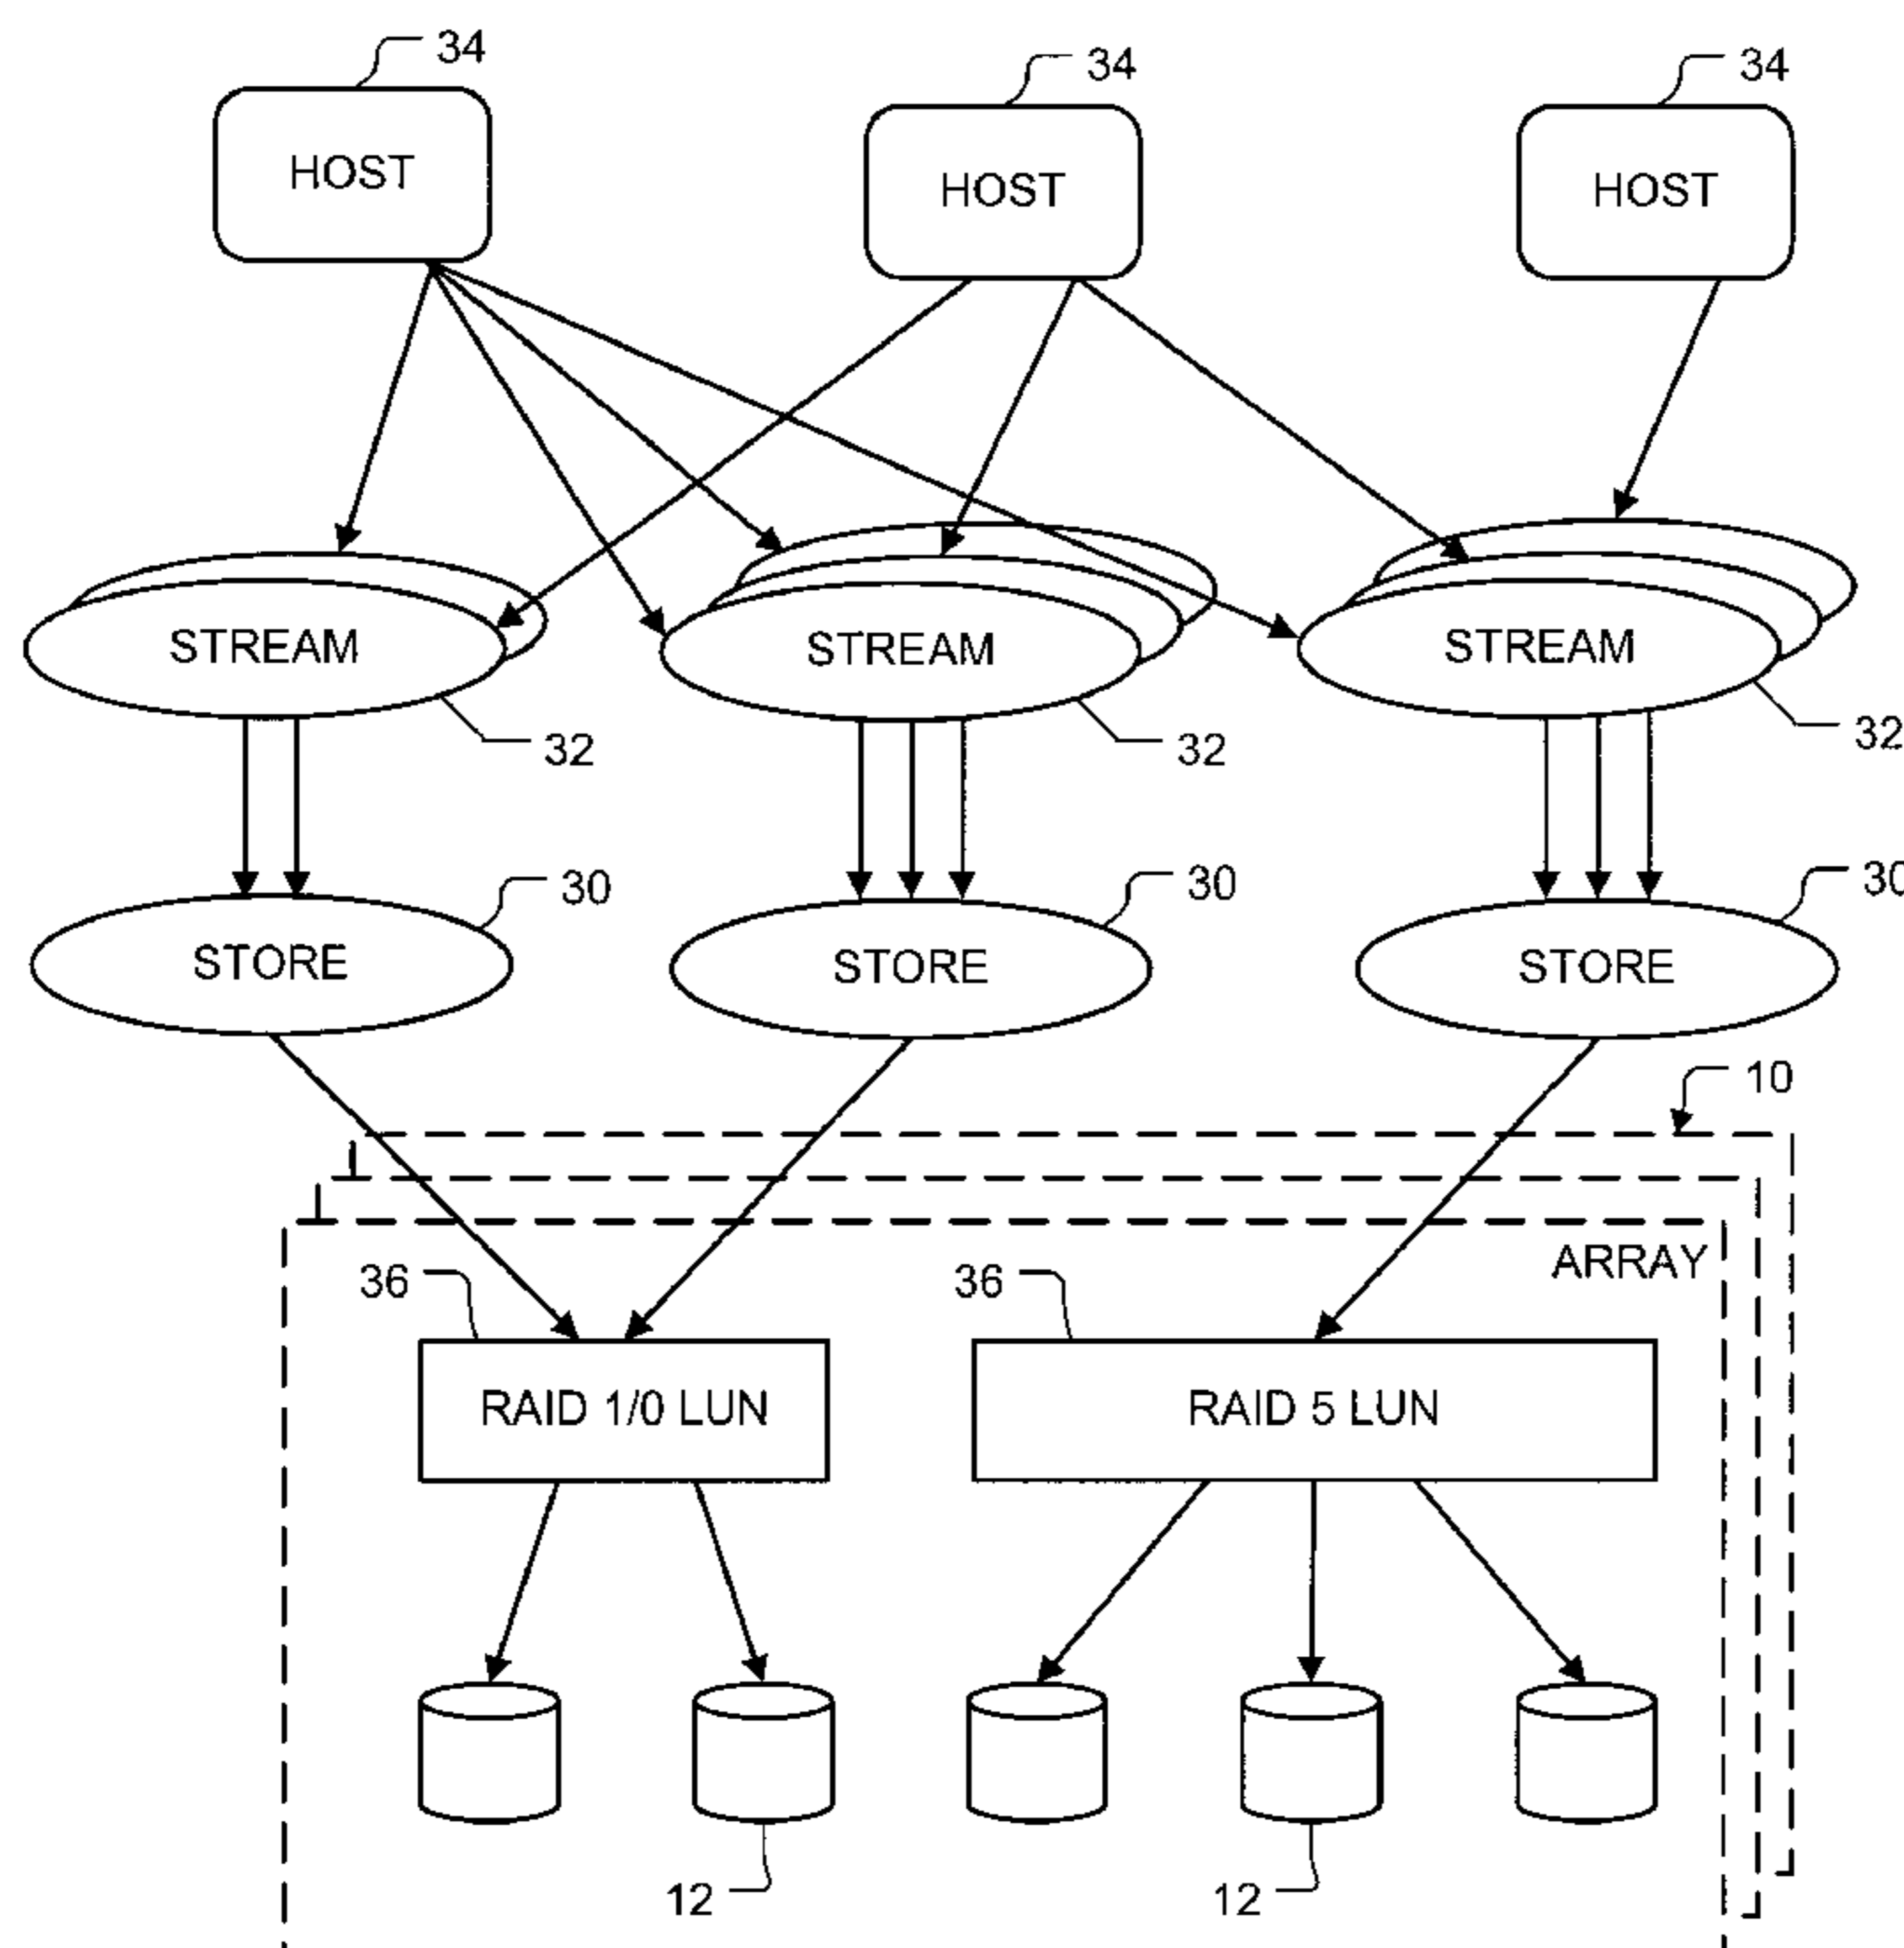 34
34
34
HOST
HOST
HOST
STREAM
STREAM
STREAM
32
32
32
30
30
30
STORE
STORE
STORE
10
ARRAY
36
36
RAID 1/0 LUN
RAID 5 LUN
12
12